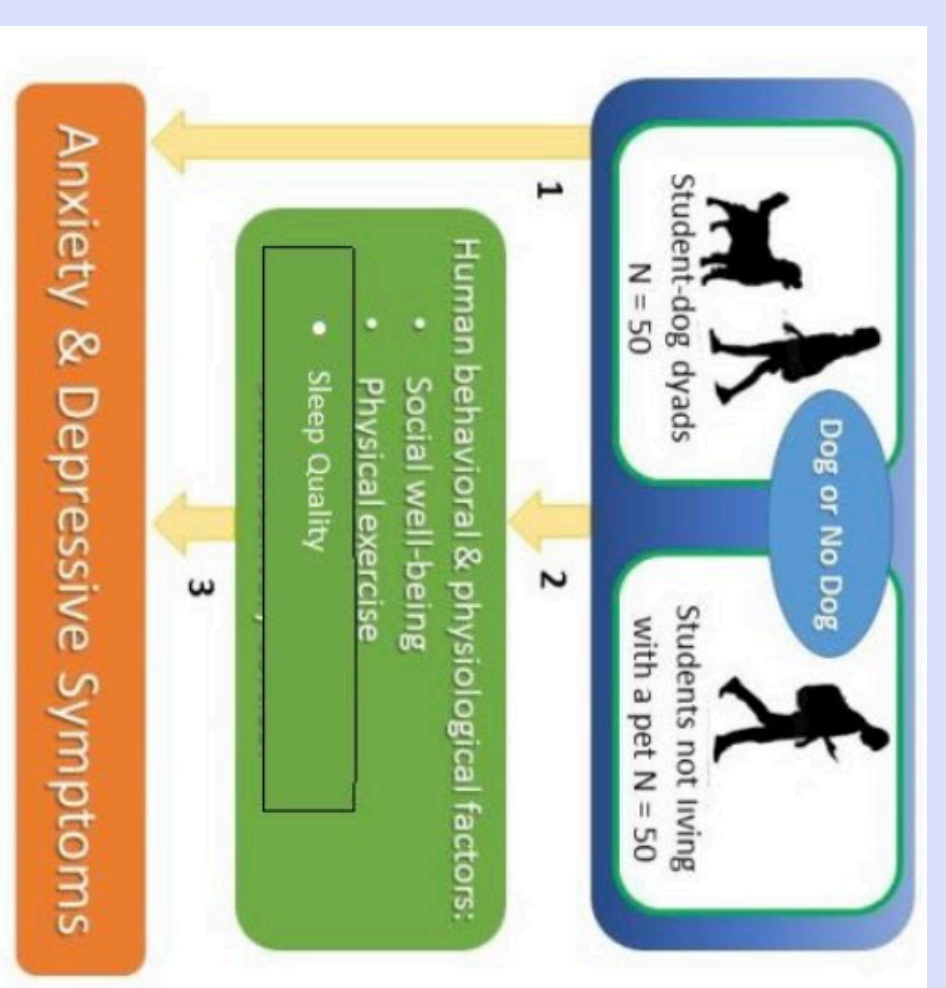 Dog or No Dog
Student-dog dyads
N = 50
Students not living
with a pet N = 50
1
2
Human behavioral & physiological factors:
• Social well-being
• Physical exercise
• Sleep Quality
3
Anxiety & Depressive Symptoms